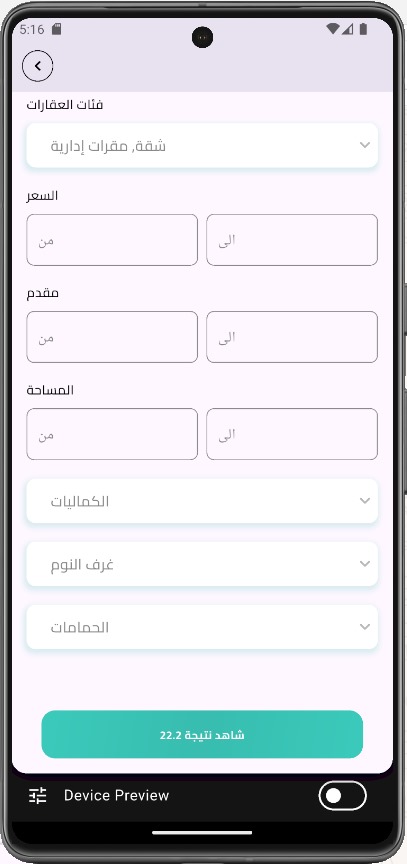 5:16
فئات العقارات
شقة, مقرات إدارية
السعر
من
الى
مقدم
من
الى
المساحة
من
الى
الكماليات
غرف النوم
الحمامات
شاهد نتيجة 22.2
Device Preview